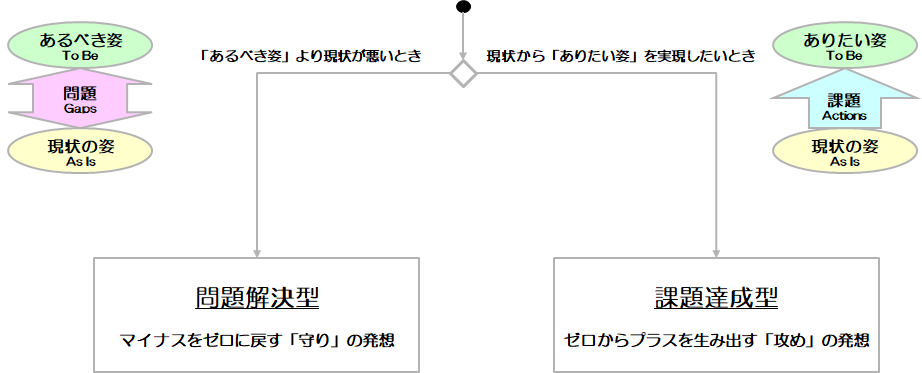 あるべき姿
To Be
問題
Gaps
現状の姿
As Is
「あるべき姿」より現状が悪いとき
現状から「ありたい姿」を実現したいとき
ありたい姿
To Be
課題
Actions
現状の姿
As Is
問題解決型
マイナスをゼロに戻す「守り」の発想
課題達成型
ゼロからプラスを生み出す「攻め」の発想